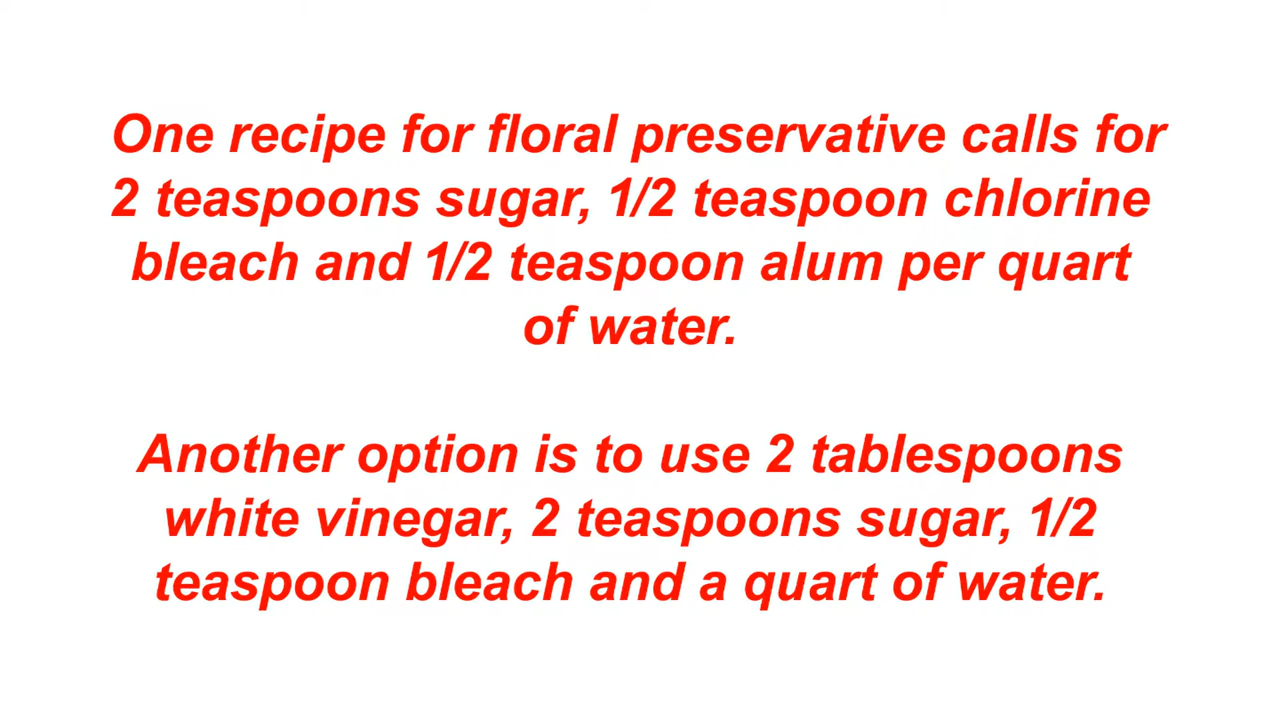 One recipe for floral preservative calls for
2 teaspoons sugar, 1/2 teaspoon chlorine
bleach and 1/2 teaspoon alum per quart
of water.
Another option is to use 2 tablespoons
white vinegar, 2 teaspoons sugar, 1/2
teaspoon bleach and a quart of water.